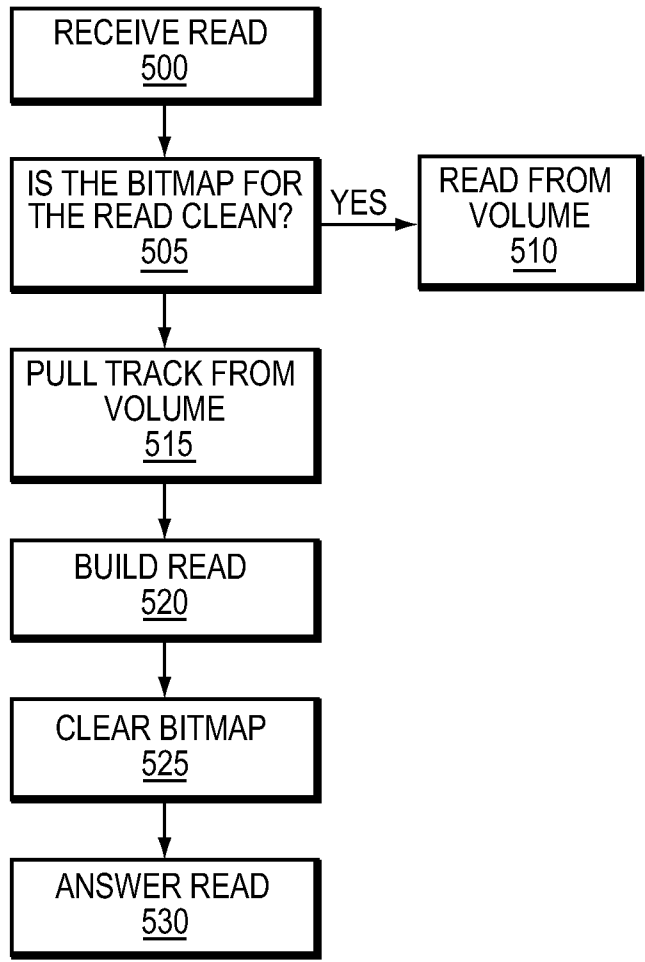 RECEIVE READ
500
IS THE BITMAP FOR
THE READ CLEAN?
505
YES
READ FROM
VOLUME
510
PULL TRACK FROM
VOLUME
515
BUILD READ
520
CLEAR BITMAP
525
ANSWER READ
530